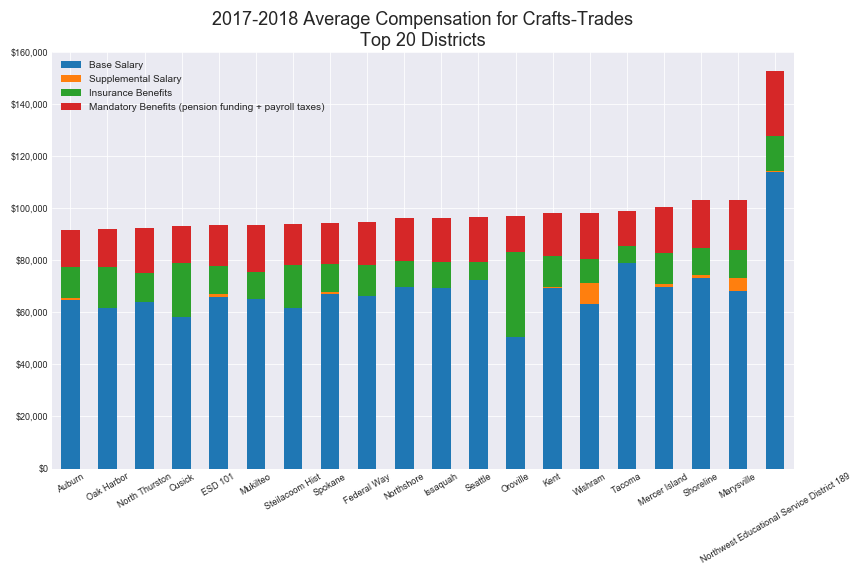 2017-2018 Average Compensation for Crafts-Trades
Top 20 Districts
$160,000
$140,000
$120,000
$100,000
$80,000
$60,000
$40,000
$20,000
$0
Base Salary
Supplemental Salary
Insurance Benefits
Mandatory Benefits (pension funding + payroll taxes)
Auburn
Oak Harbor
North Thurston
Cusick
ESD 101
Mukilteo
Steilacoom Hist
Spokane
Federal Way
Northshore
Issaquah
Seattle
Oroville
Kent
Wishram
Tacoma
Mercer Island
Shoreline
Marysville
Northwest Educational Service District 189